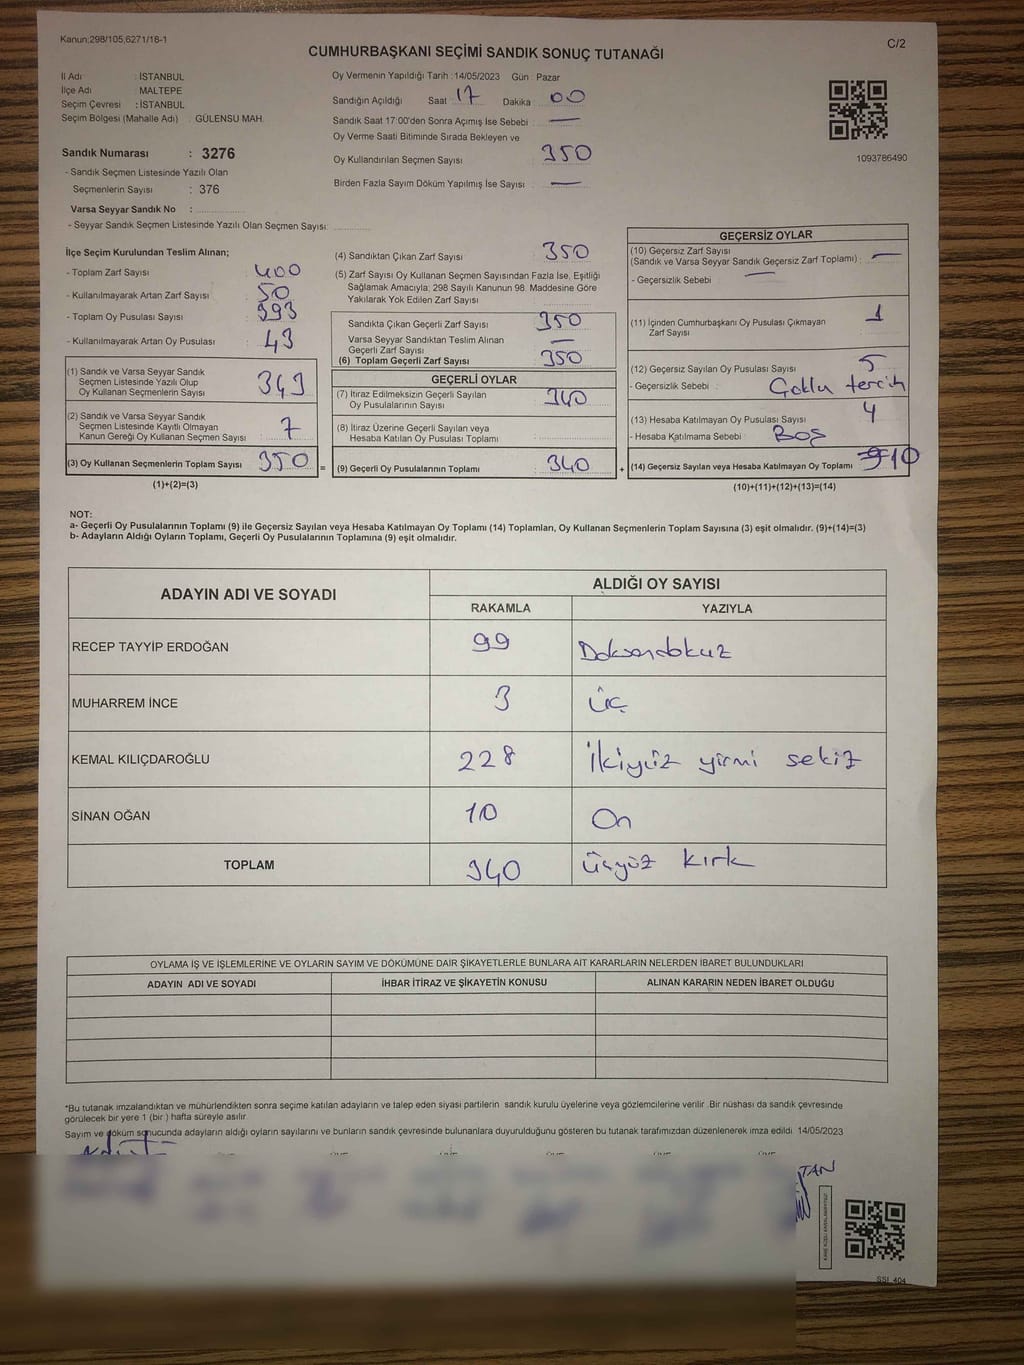 Kanun:298/105,6271/18-1
C/2
CUMHURBAŞKANI SEÇİMİ SANDIK SONUÇ TUTANAĞI
İl Adı : İSTANBUL
İlçe Adı : MALTEPE
Seçim Çevresi : İSTANBUL
Seçim Bölgesi (Mahalle Adı) : GÜLENSU MAH.
Sandık Numarası : 3276
- Sandık Seçmen Listesinde Yazılı Olan
Seçmenlerin Sayısı : 376
Varsa Seyyar Sandık No :
- Seyyar Sandık Seçmen Listesinde Yazılı Olan Seçmen Sayısı:
Oy Vermenin Yapıldığı Tarih : 14/05/2023 Gün : Pazar
Sandığın Açıldığı Saat 17 Dakika 00
Sandık Saat 17:00'den Sonra Açımış İse Sebebi : —
Oy Verme Saati Bitiminde Sırada Bekleyen ve
Oy Kullandırılan Seçmen Sayısı : 350
Birden Fazla Sayım Döküm Yapılmış İse Sayısı : —
1093786490
İlçe Seçim Kurulundan Teslim Alınan;
- Toplam Zarf Sayısı : 400
- Kullanılmayarak Artan Zarf Sayısı : 50
- Toplam Oy Pusulası Sayısı : 393
- Kullanılmayarak Artan Oy Pusulası : 43
(1) Sandık ve Varsa Seyyar Sandık
Seçmen Listesinde Yazılı Olup
Oy Kullanan Seçmenlerin Sayısı : 343
(2) Sandık ve Varsa Seyyar Sandık
Seçmen Listesinde Kayıtlı Olmayan
Kanun Gereği Oy Kullanan Seçmen Sayısı : 7
(3) Oy Kullanan Seçmenlerin Toplam Sayısı : 350
(1)+(2)=(3)
(4) Sandıktan Çıkan Zarf Sayısı : 350
(5) Zarf Sayısı Oy Kullanan Seçmen Sayısından Fazla İse, Eşitliği
Sağlamak Amacıyla; 298 Sayılı Kanunun 98. Maddesine Göre
Yakılarak Yok Edilen Zarf Sayısı :
Sandıkta Çıkan Geçerli Zarf Sayısı : 350
Varsa Seyyar Sandıktan Teslim Alınan
Geçerli Zarf Sayısı : —
(6) Toplam Geçerli Zarf Sayısı : 350
GEÇERLİ OYLAR
(7) İtiraz Edilmeksizin Geçerli Sayılan
Oy Pusulalarının Sayısı : 340
(8) İtiraz Üzerine Geçerli Sayılan veya
Hesaba Katılan Oy Pusulası Toplamı :
= (9) Geçerli Oy Pusulalarının Toplamı : 340 +
GEÇERSİZ OYLAR
(10) Geçersiz Zarf Sayısı
(Sandık ve Varsa Seyyar Sandık Geçersiz Zarf Toplamı) : —
- Geçersizlik Sebebi : —
(11) İçinden Cumhurbaşkanı Oy Pusulası Çıkmayan
Zarf Sayısı : 1
(12) Geçersiz Sayılan Oy Pusulası Sayısı : 5
- Geçersizlik Sebebi : Çoklu tercih
(13) Hesaba Katılmayan Oy Pusulası Sayısı : 4
- Hesaba Katılmama Sebebi : Boş
(14) Geçersiz Sayılan veya Hesaba Katılmayan Oy Toplamı : 10
(10)+(11)+(12)+(13)=(14)
NOT:
a- Geçerli Oy Pusulalarının Toplamı (9) ile Geçersiz Sayılan veya Hesaba Katılmayan Oy Toplamı (14) Toplamları, Oy Kullanan Seçmenlerin Toplam Sayısına (3) eşit olmalıdır. (9)+(14)=(3)
b- Adayların Aldığı Oyların Toplamı, Geçerli Oy Pusulalarının Toplamına (9) eşit olmalıdır.
ADAYIN ADI VE SOYADI
ALDIĞI OY SAYISI
RAKAMLA YAZIYLA
RECEP TAYYİP ERDOĞAN 99 Doksandokuz
MUHARREM İNCE 3 üç
KEMAL KILIÇDAROĞLU 228 ikiyüz yirmi sekiz
SİNAN OĞAN 10 On
TOPLAM 340 üçyüz kırk
OYLAMA İŞ VE İŞLEMLERİNE VE OYLARIN SAYIM VE DÖKÜMÜNE DAİR ŞİKAYETLERLE BUNLARA AİT KARARLARIN NELERDEN İBARET BULUNDUKLARI
ADAYIN ADI VE SOYADI İHBAR İTİRAZ VE ŞİKAYETİN KONUSU ALINAN KARARIN NEDEN İBARET OLDUĞU
*Bu tutanak imzalandıktan ve mühürlendikten sonra seçime katılan adayların ve talep eden siyasi partilerin sandık kurulu üyelerine veya gözlemcilerine verilir. Bir nüshası da sandık çevresinde
görülecek bir yere 1 (bir ) hafta süreyle asılır.
Sayım ve döküm sonucunda adayların aldığı oyların sayılarını ve bunların sandık çevresinde bulunanlara duyurulduğunu gösteren bu tutanak tarafımızdan düzenlenerek imza edildi. 14/05/2023
TAN
SSI_404